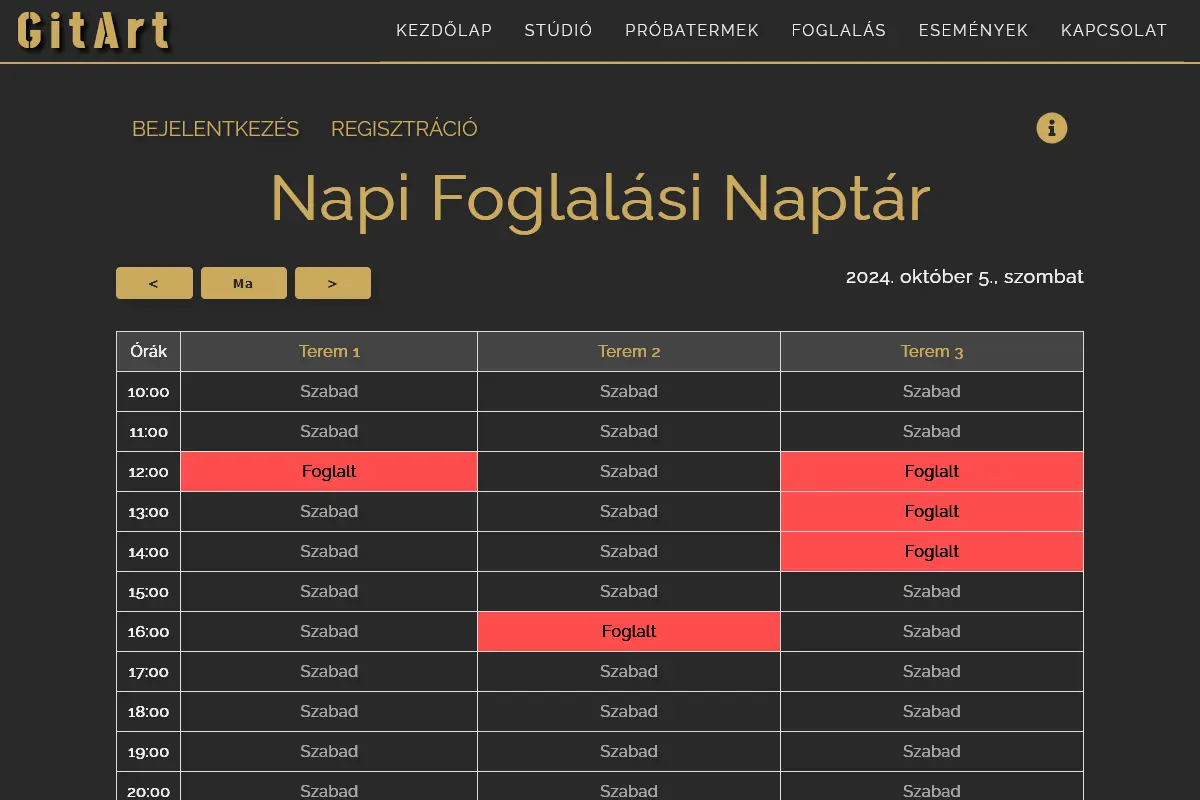 GitArt
KEZDŐLAP STÚDIÓ PRÓBATERMEK FOGLALÁS ESEMÉNYEK KAPCSOLAT
BEJELENTKEZÉS REGISZTRÁCIÓ
Napi Foglalási Naptár
< Ma >
2024. október 5., szombat
Órák Terem 1 Terem 2 Terem 3
10:00 Szabad Szabad Szabad
11:00 Szabad Szabad Szabad
12:00 Foglalt Szabad Foglalt
13:00 Szabad Szabad Foglalt
14:00 Szabad Szabad Foglalt
15:00 Szabad Szabad Szabad
16:00 Szabad Foglalt Szabad
17:00 Szabad Szabad Szabad
18:00 Szabad Szabad Szabad
19:00 Szabad Szabad Szabad
20:00 Szabad Szabad Szabad